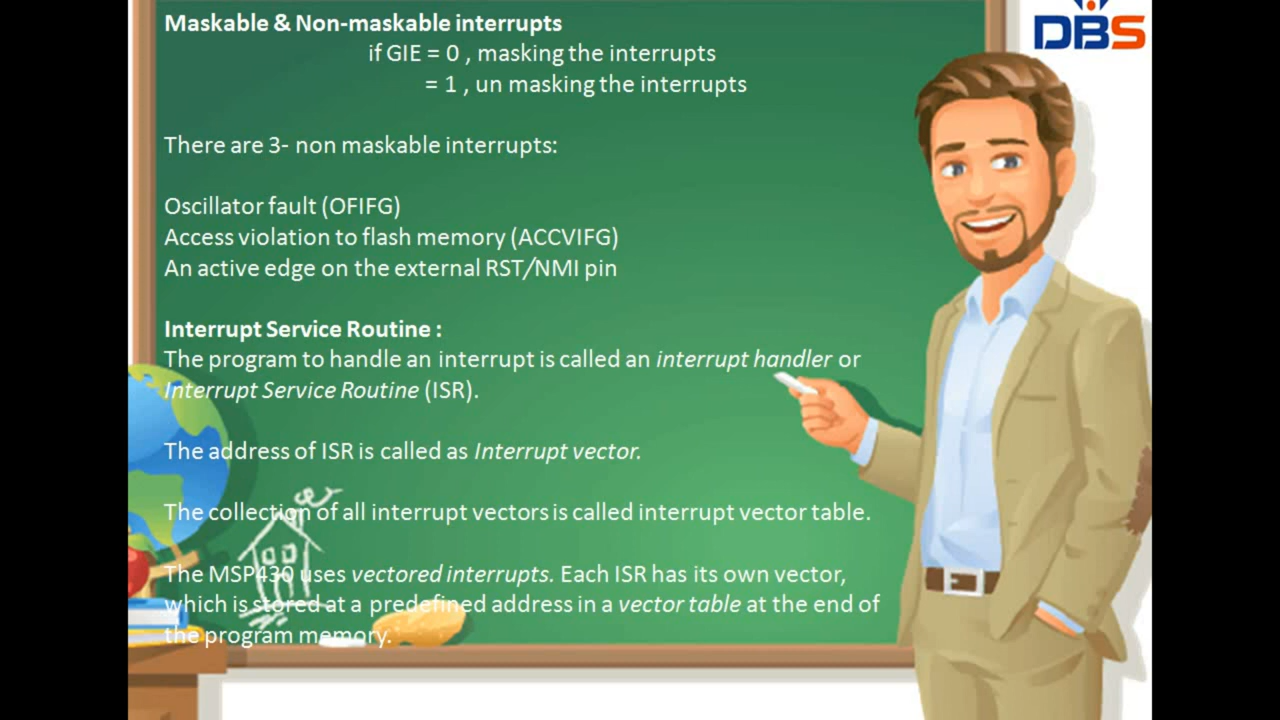 Maskable & Non-maskable interrupts
if GIE = 0 , masking the interrupts
= 1 , un masking the interrupts
There are 3- non maskable interrupts:
Oscillator fault (OFIFG)
Access violation to flash memory (ACCVIFG)
An active edge on the external RST/NMI pin
Interrupt Service Routine :
The program to handle an interrupt is called an interrupt handler or
Interrupt Service Routine (ISR).
The address of ISR is called as Interrupt vector.
The collection of all interrupt vectors is called interrupt vector table.
The MSP430 uses vectored interrupts. Each ISR has its own vector,
which is stored at a predefined address in a vector table at the end of
the program memory.
DBS